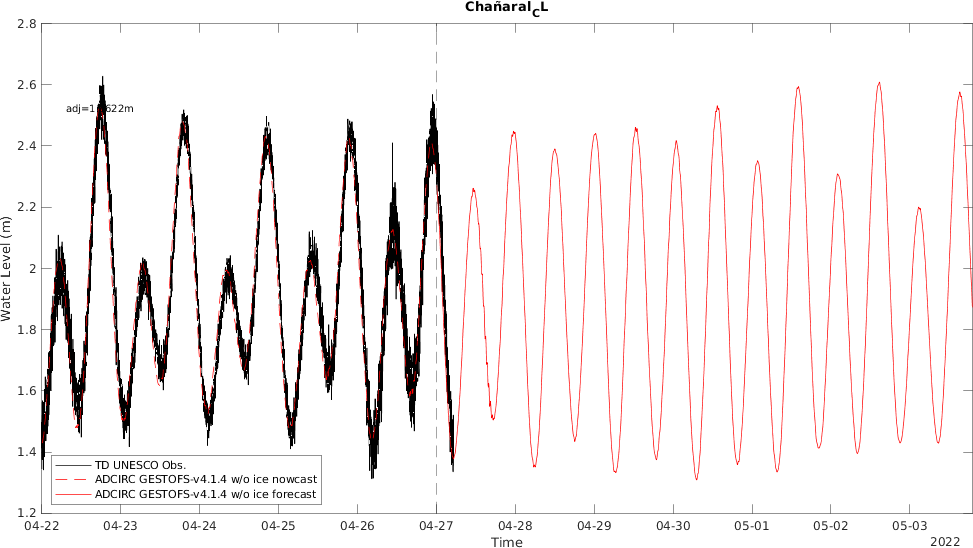 Chañaral_CL
2.8
2.6
adj=1.622m
2.4
2.2
Water Level (m)
2
1.8
1.6
1.4
TD UNESCO Obs.
ADCIRC GESTOFS-v4.1.4 w/o ice nowcast
ADCIRC GESTOFS-v4.1.4 w/o ice forecast
1.2
04-22 04-23 04-24 04-25 04-26 04-27 04-28 04-29 04-30 05-01 05-02 05-03
Time
2022